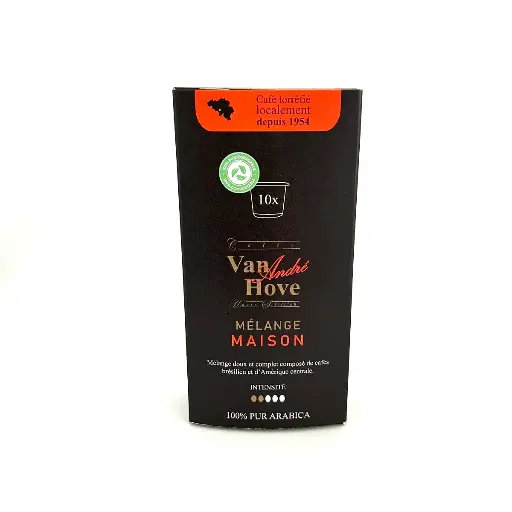 Café torréfié
localement
depuis 1954
10x
Cafés
Van André
Hove
MÉLANGE
MAISON
Mélange doux et complet composé de cafés
brésilien et d'Amérique centrale.
INTENSITÉ
100% PUR ARABICA